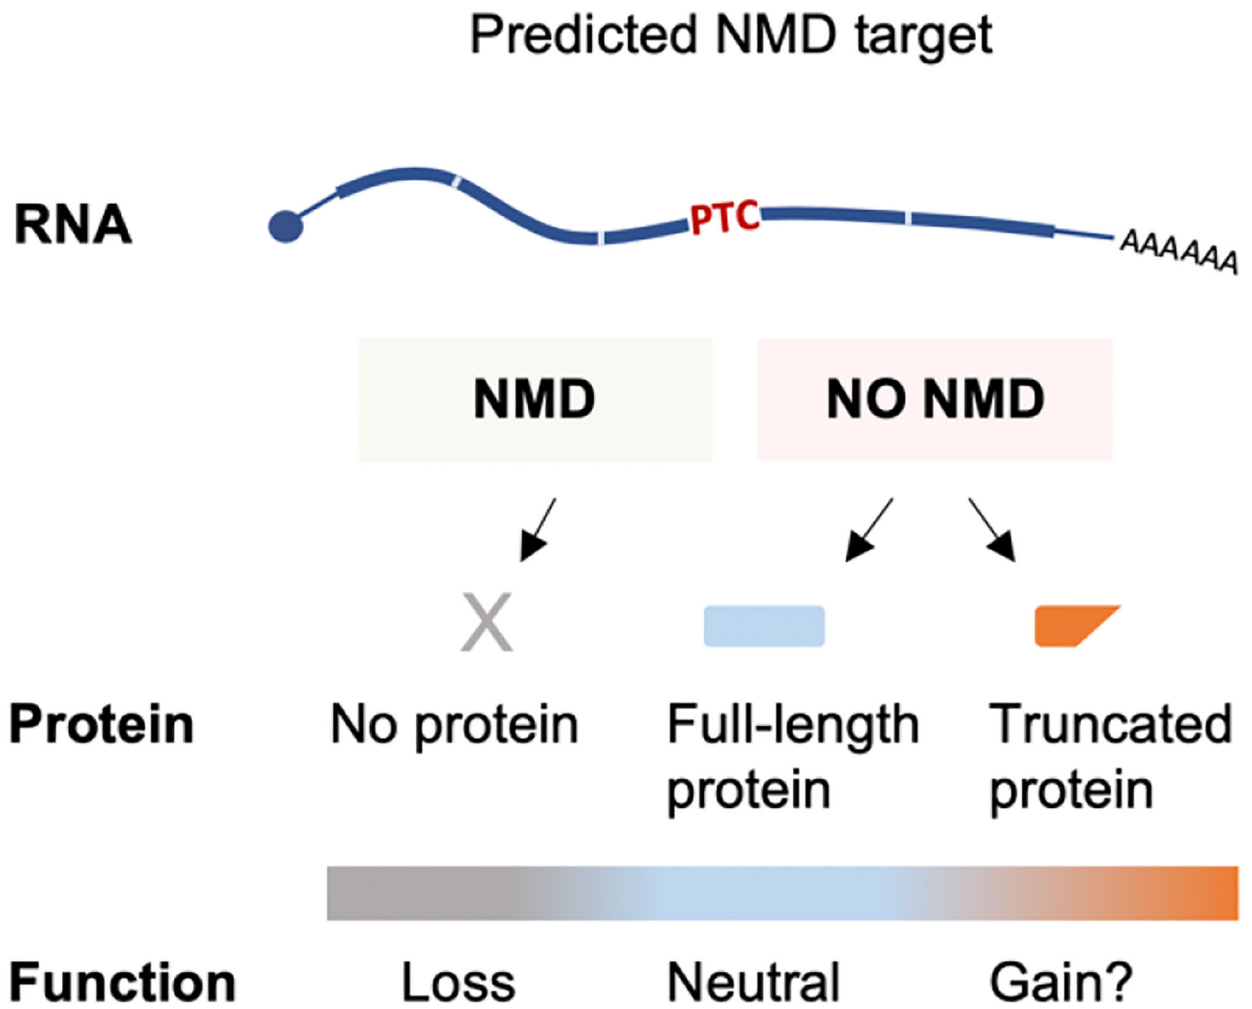 Predicted NMD target
RNA
PTC
AAAAAA
NMD
NO NMD
X
Protein
No protein
Full-length
protein
Truncated
protein
Function
Loss
Neutral
Gain?